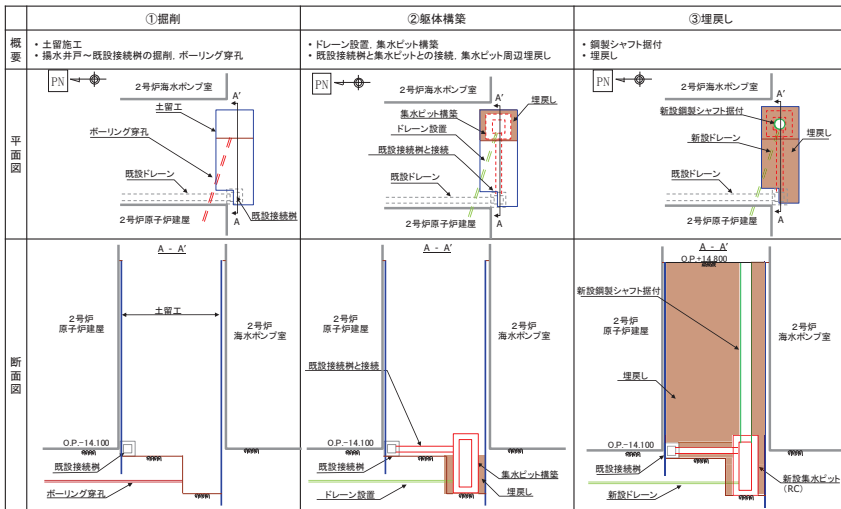 ①掘削
②躯体構築
③埋戻し
概要
・土留施工
・揚水井戸～既設接続桝の掘削，ボーリング穿孔
・ドレーン設置，集水ピット構築
・既設接続桝と集水ピットとの接続，集水ピット周辺埋戻し
・鋼製シャフト据付
・埋戻し
平面図
PN
2号炉海水ポンプ室
A'
土留工
ボーリング穿孔
既設ドレーン
A
2号炉原子炉建屋
既設接続桝
PN
2号炉海水ポンプ室
A'
集水ピット構築
埋戻し
ドレーン設置
既設接続桝と接続
既設ドレーン
A
2号炉原子炉建屋
PN
2号炉海水ポンプ室
A'
新設鋼製シャフト据付
新設ドレーン
埋戻し
既設ドレーン
A
2号炉原子炉建屋
断面図
A - A'
土留工
2号炉
原子炉建屋
2号炉
海水ポンプ室
O.P.-14.100
既設接続桝
ボーリング穿孔
A - A'
2号炉
原子炉建屋
2号炉
海水ポンプ室
既設接続桝と接続
O.P.-14.100
既設接続桝
集水ピット構築
ドレーン設置
埋戻し
A - A'
O.P.+14.800
新設鋼製シャフト据付
2号炉
原子炉建屋
2号炉
海水ポンプ室
埋戻し
O.P.-14.100
既設接続桝
新設ドレーン
新設集水ピット
(RC)